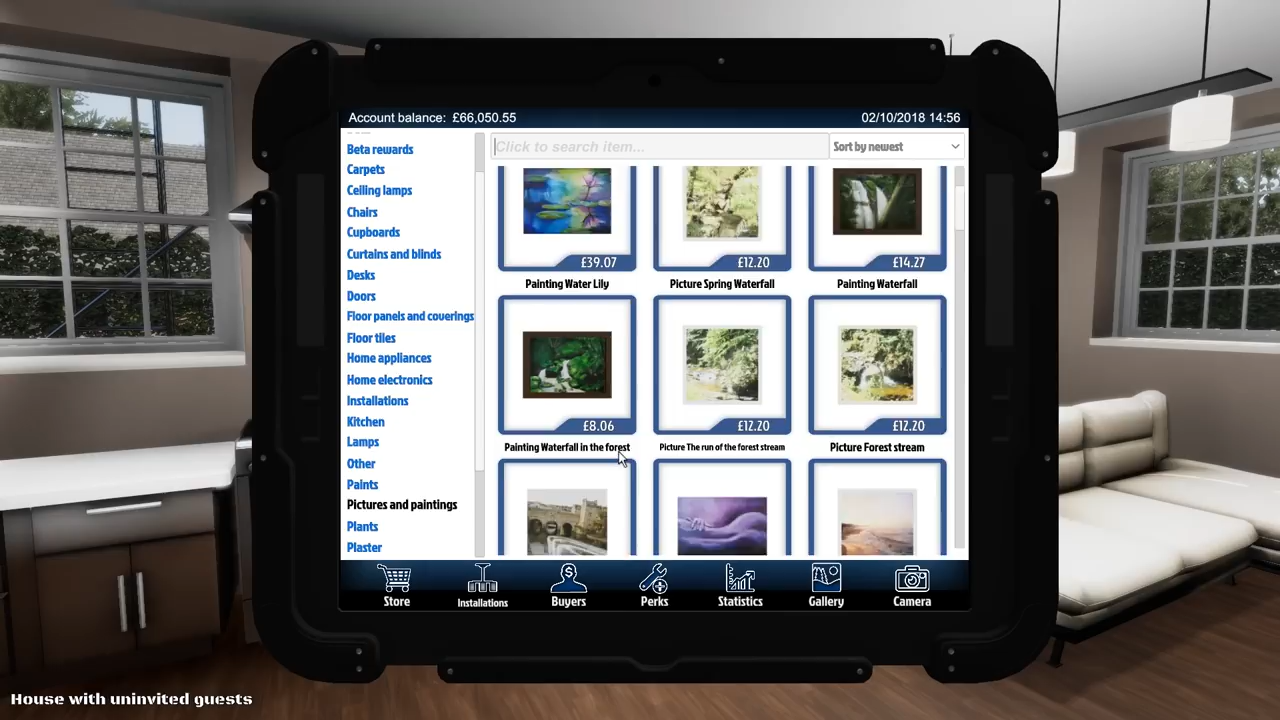 Account balance: £66,050.55
02/10/2018 14:56
Beta rewards
Carpets
Ceiling lamps
Chairs
Cupboards
Curtains and blinds
Desks
Doors
Floor panels and coverings
Floor tiles
Home appliances
Home electronics
Installations
Kitchen
Lamps
Other
Paints
Pictures and paintings
Plants
Plaster
Click to search item...
Sort by newest
£39.07
£12.20
£14.27
Painting Water Lily
Picture Spring Waterfall
Painting Waterfall
£8.06
£12.20
£12.20
Painting Waterfall in the forest
Picture The run of the forest stream
Picture Forest stream
Store
Installations
Buyers
Perks
Statistics
Gallery
Camera
House with uninvited guests